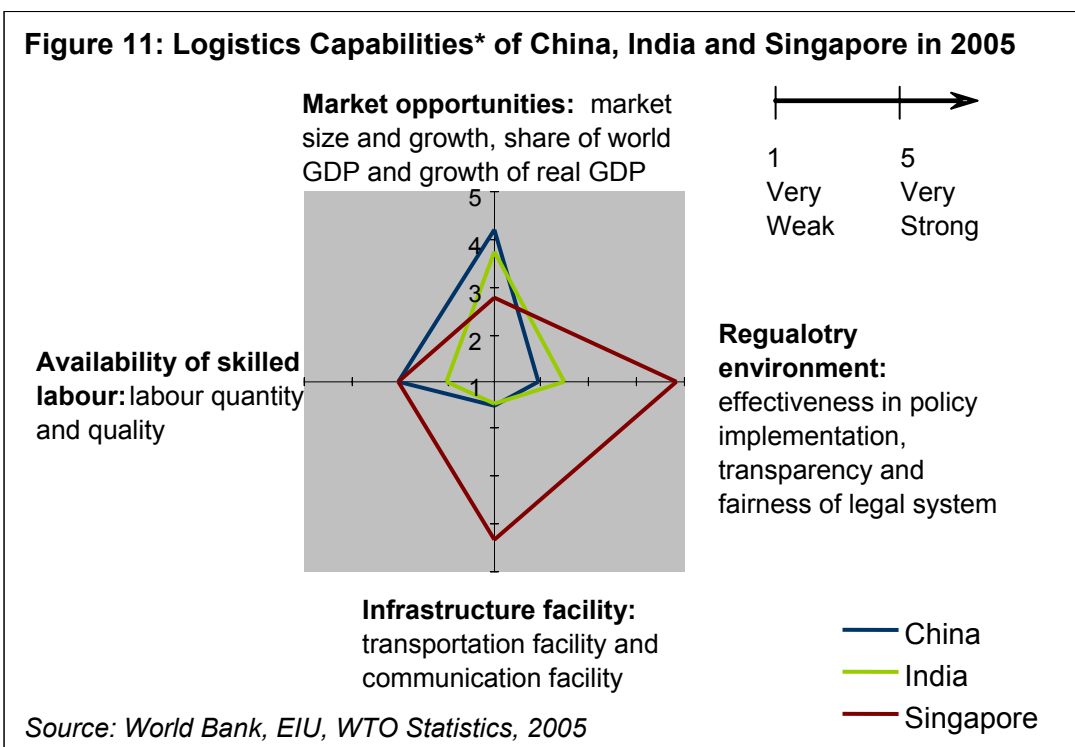 Figure 11: Logistics Capabilities* of China, India and Singapore in 2005
Market opportunities: market
size and growth, share of world
GDP and growth of real GDP
1
Very
Weak
5
Very
Strong
5
4
3
2
1
Availability of skilled
labour: labour quantity
and quality
Regualotry
environment:
effectiveness in policy
implementation,
transparency and
fairness of legal system
Infrastructure facility:
transportation facility and
communication facility
China
India
Singapore
Source: World Bank, EIU, WTO Statistics, 2005